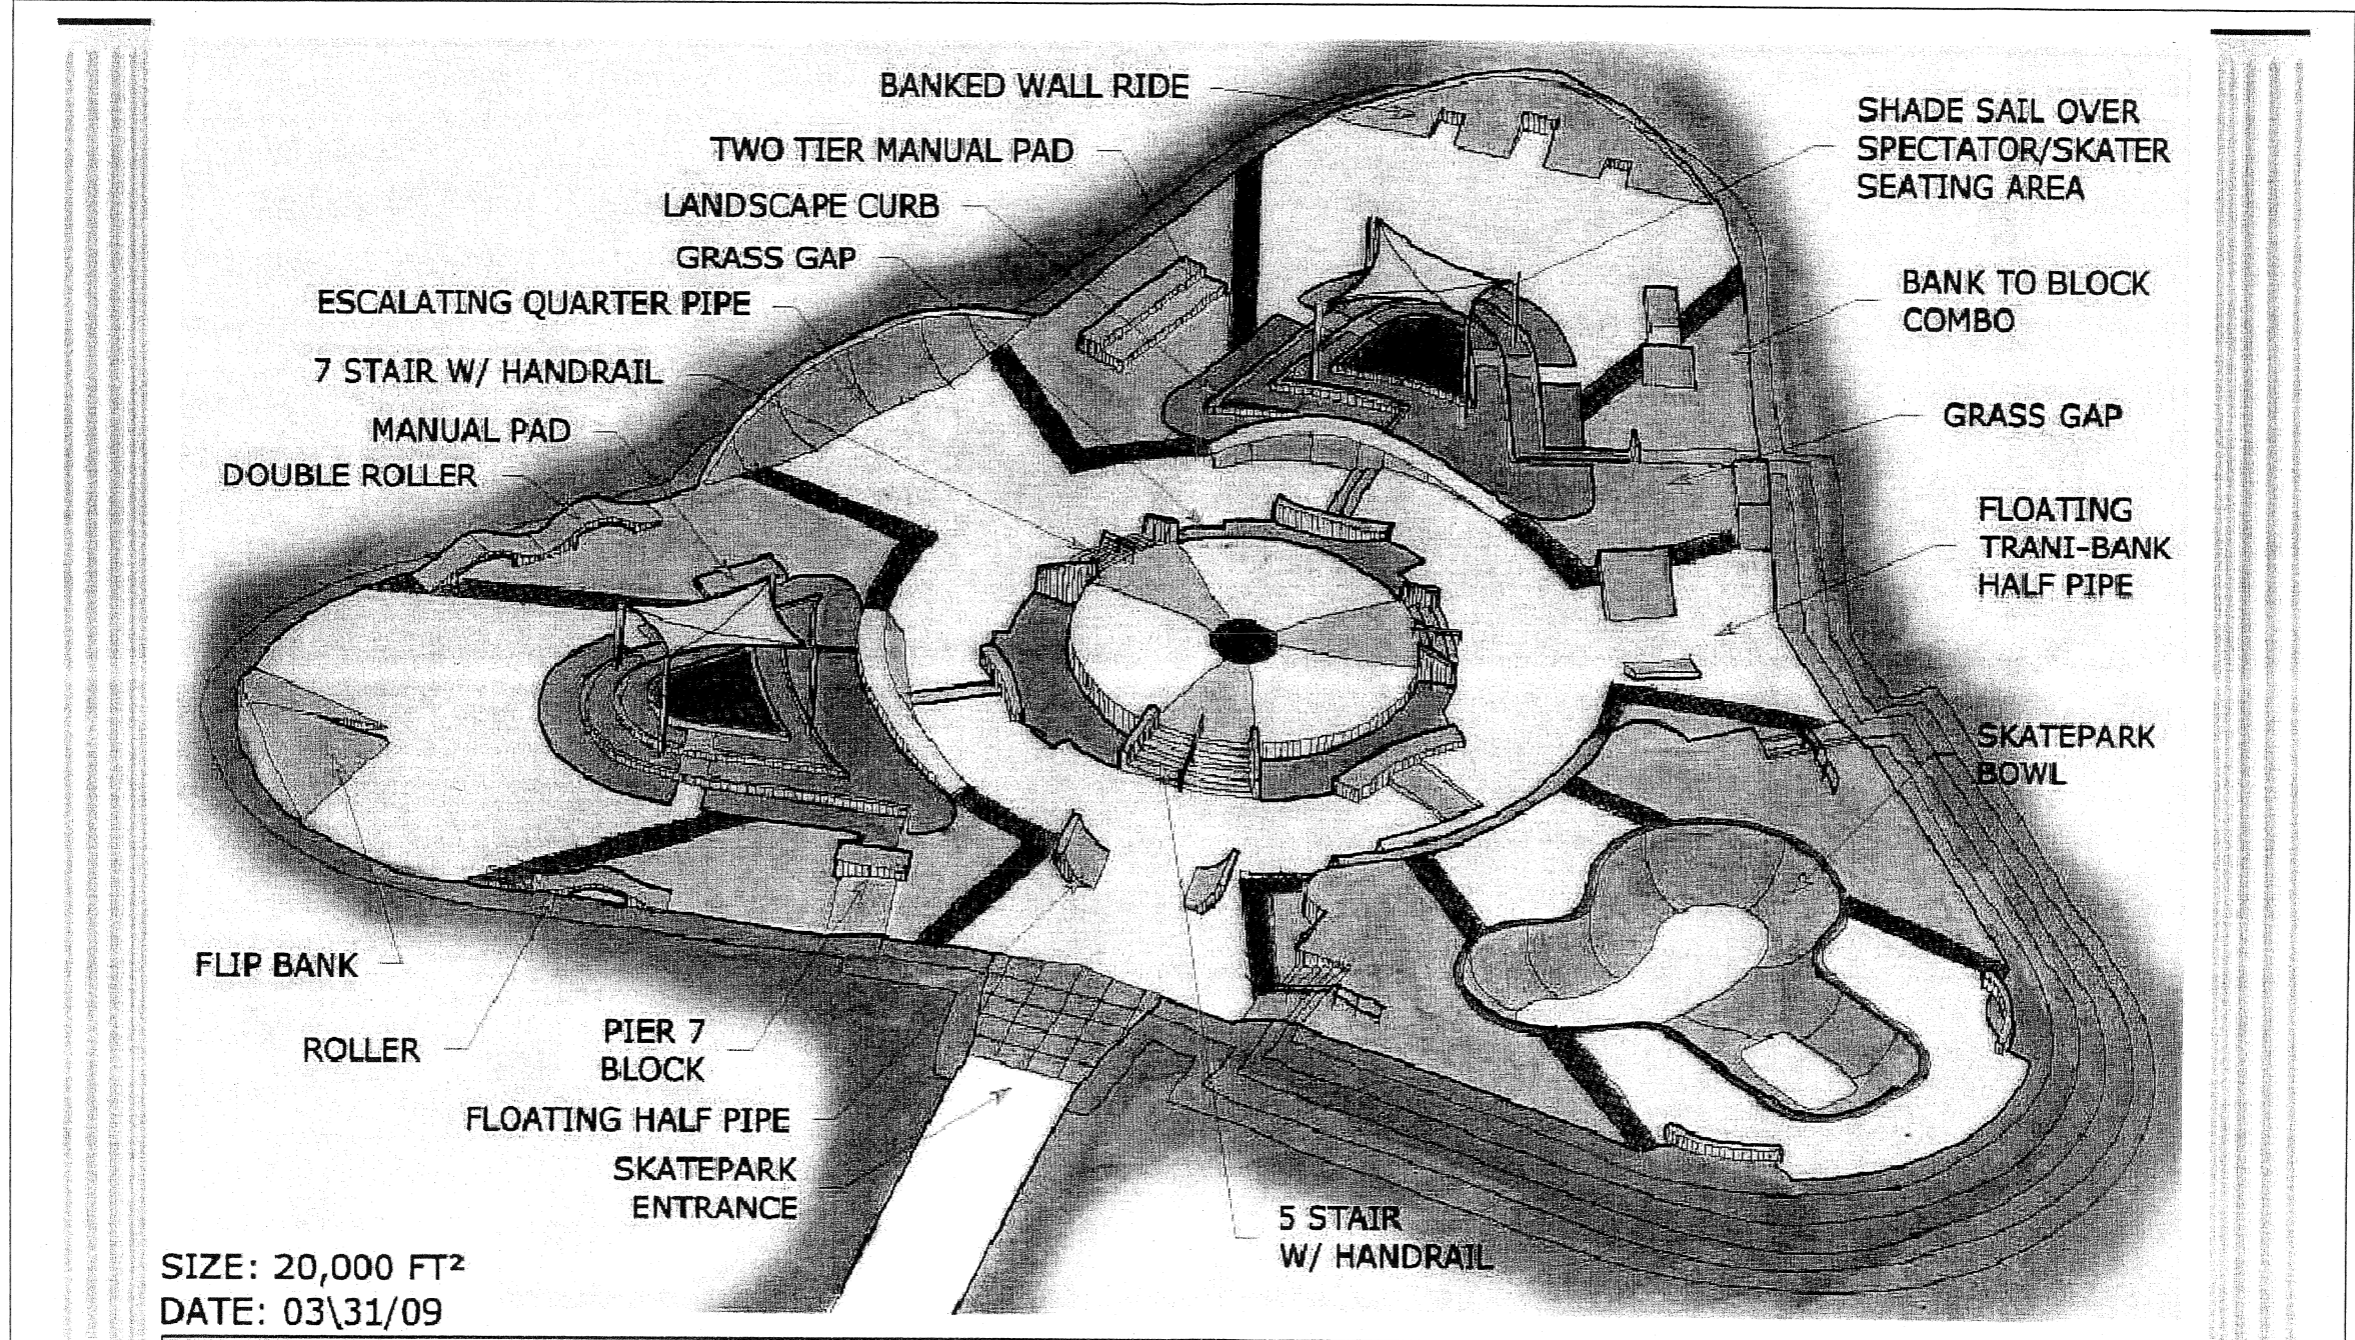 BANKED WALL RIDE
TWO TIER MANUAL PAD
LANDSCAPE CURB
GRASS GAP
ESCALATING QUARTER PIPE
7 STAIR W/ HANDRAIL
MANUAL PAD
DOUBLE ROLLER
SHADE SAIL OVER
SPECTATOR/SKATER
SEATING AREA
BANK TO BLOCK
COMBO
GRASS GAP
FLOATING
TRANI-BANK
HALF PIPE
SKATEPARK
BOWL
FLIP BANK
ROLLER
PIER 7
BLOCK
FLOATING HALF PIPE
SKATEPARK
ENTRANCE
5 STAIR
W/ HANDRAIL
SIZE: 20,000 FT²
DATE: 03\31/09